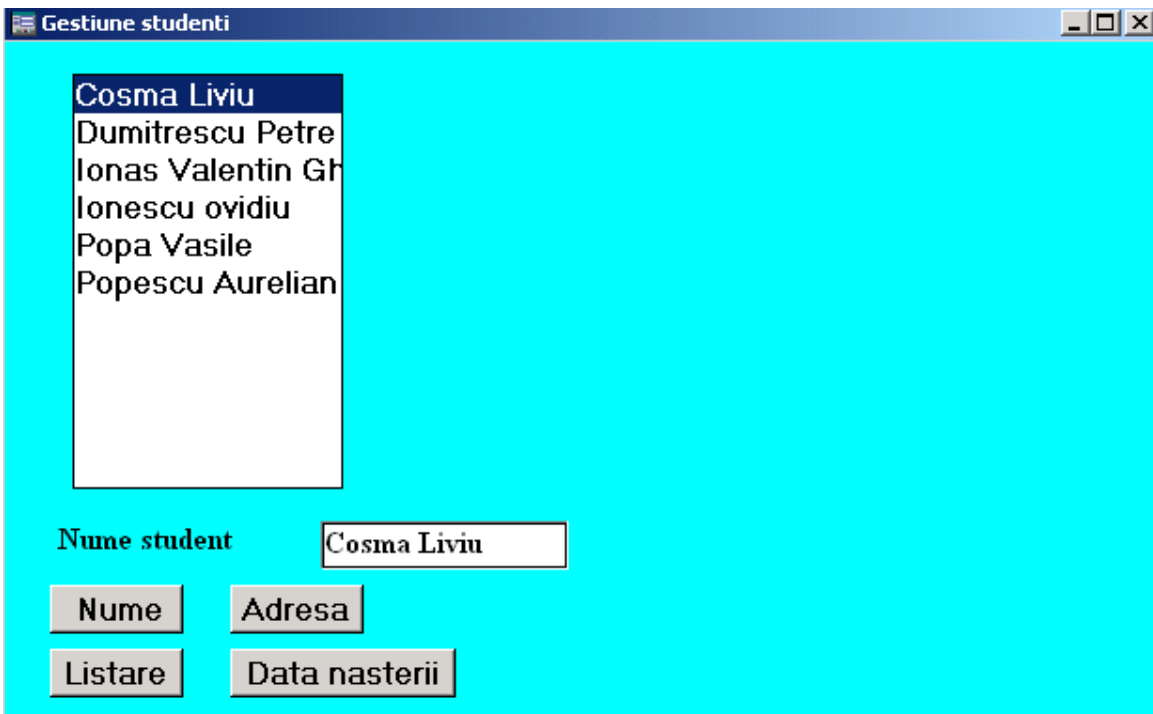 Gestiune studenti
Cosma Liviu
Dumitrescu Petre
Ionas Valentin Gh
Ionescu ovidiu
Popa Vasile
Popescu Aurelian
Nume student
Cosma Liviu
Nume
Adresa
Listare
Data nasterii